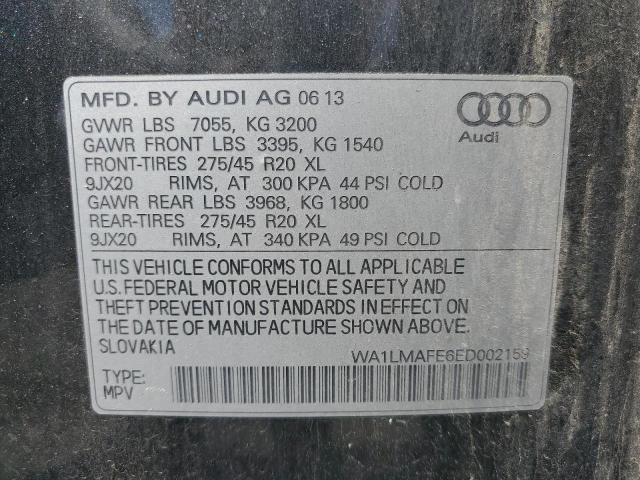 MFD. BY AUDI AG 06 13
GVWR LBS 7055, KG 3200
GAWR FRONT LBS 3395, KG 1540
FRONT-TIRES 275/45 R20 XL
9JX20 RIMS, AT 300 KPA 44 PSI COLD
GAWR REAR LBS 3968, KG 1800
REAR-TIRES 275/45 R20 XL
9JX20 RIMS, AT 340 KPA 49 PSI COLD
Audi
THIS VEHICLE CONFORMS TO ALL APPLICABLE
U.S. FEDERAL MOTOR VEHICLE SAFETY AND
THEFT PREVENTION STANDARDS IN EFFECT ON
THE DATE OF MANUFACTURE SHOWN ABOVE.
SLOVAKIA
WA1LMAFE6ED002159
TYPE:
MPV